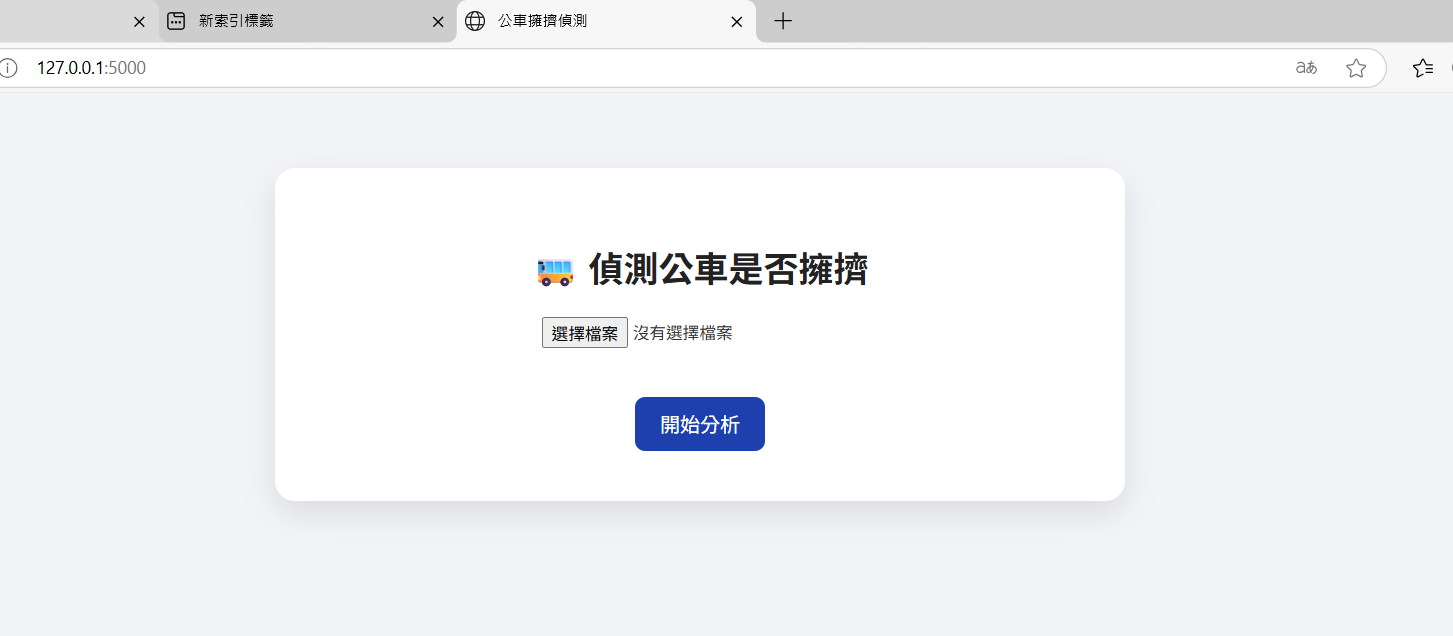 新索引標籤
公車擁擠偵測
127.0.0.1:5000
aあ
偵測公車是否擁擠
選擇檔案 沒有選擇檔案
開始分析